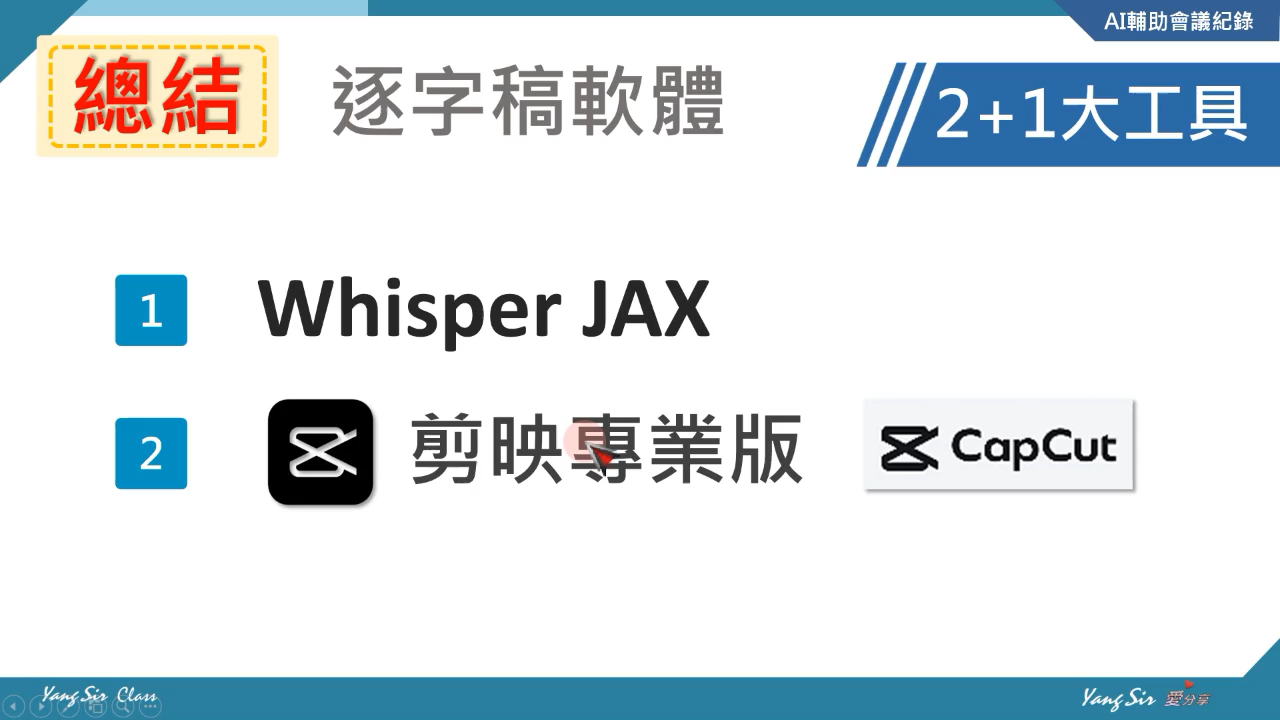 AI輔助會議紀錄
總結
逐字稿軟體
2+1大工具
1
Whisper JAX
2
剪映專業版
CapCut
Yang Sir Class
Yang Sir 愛分享